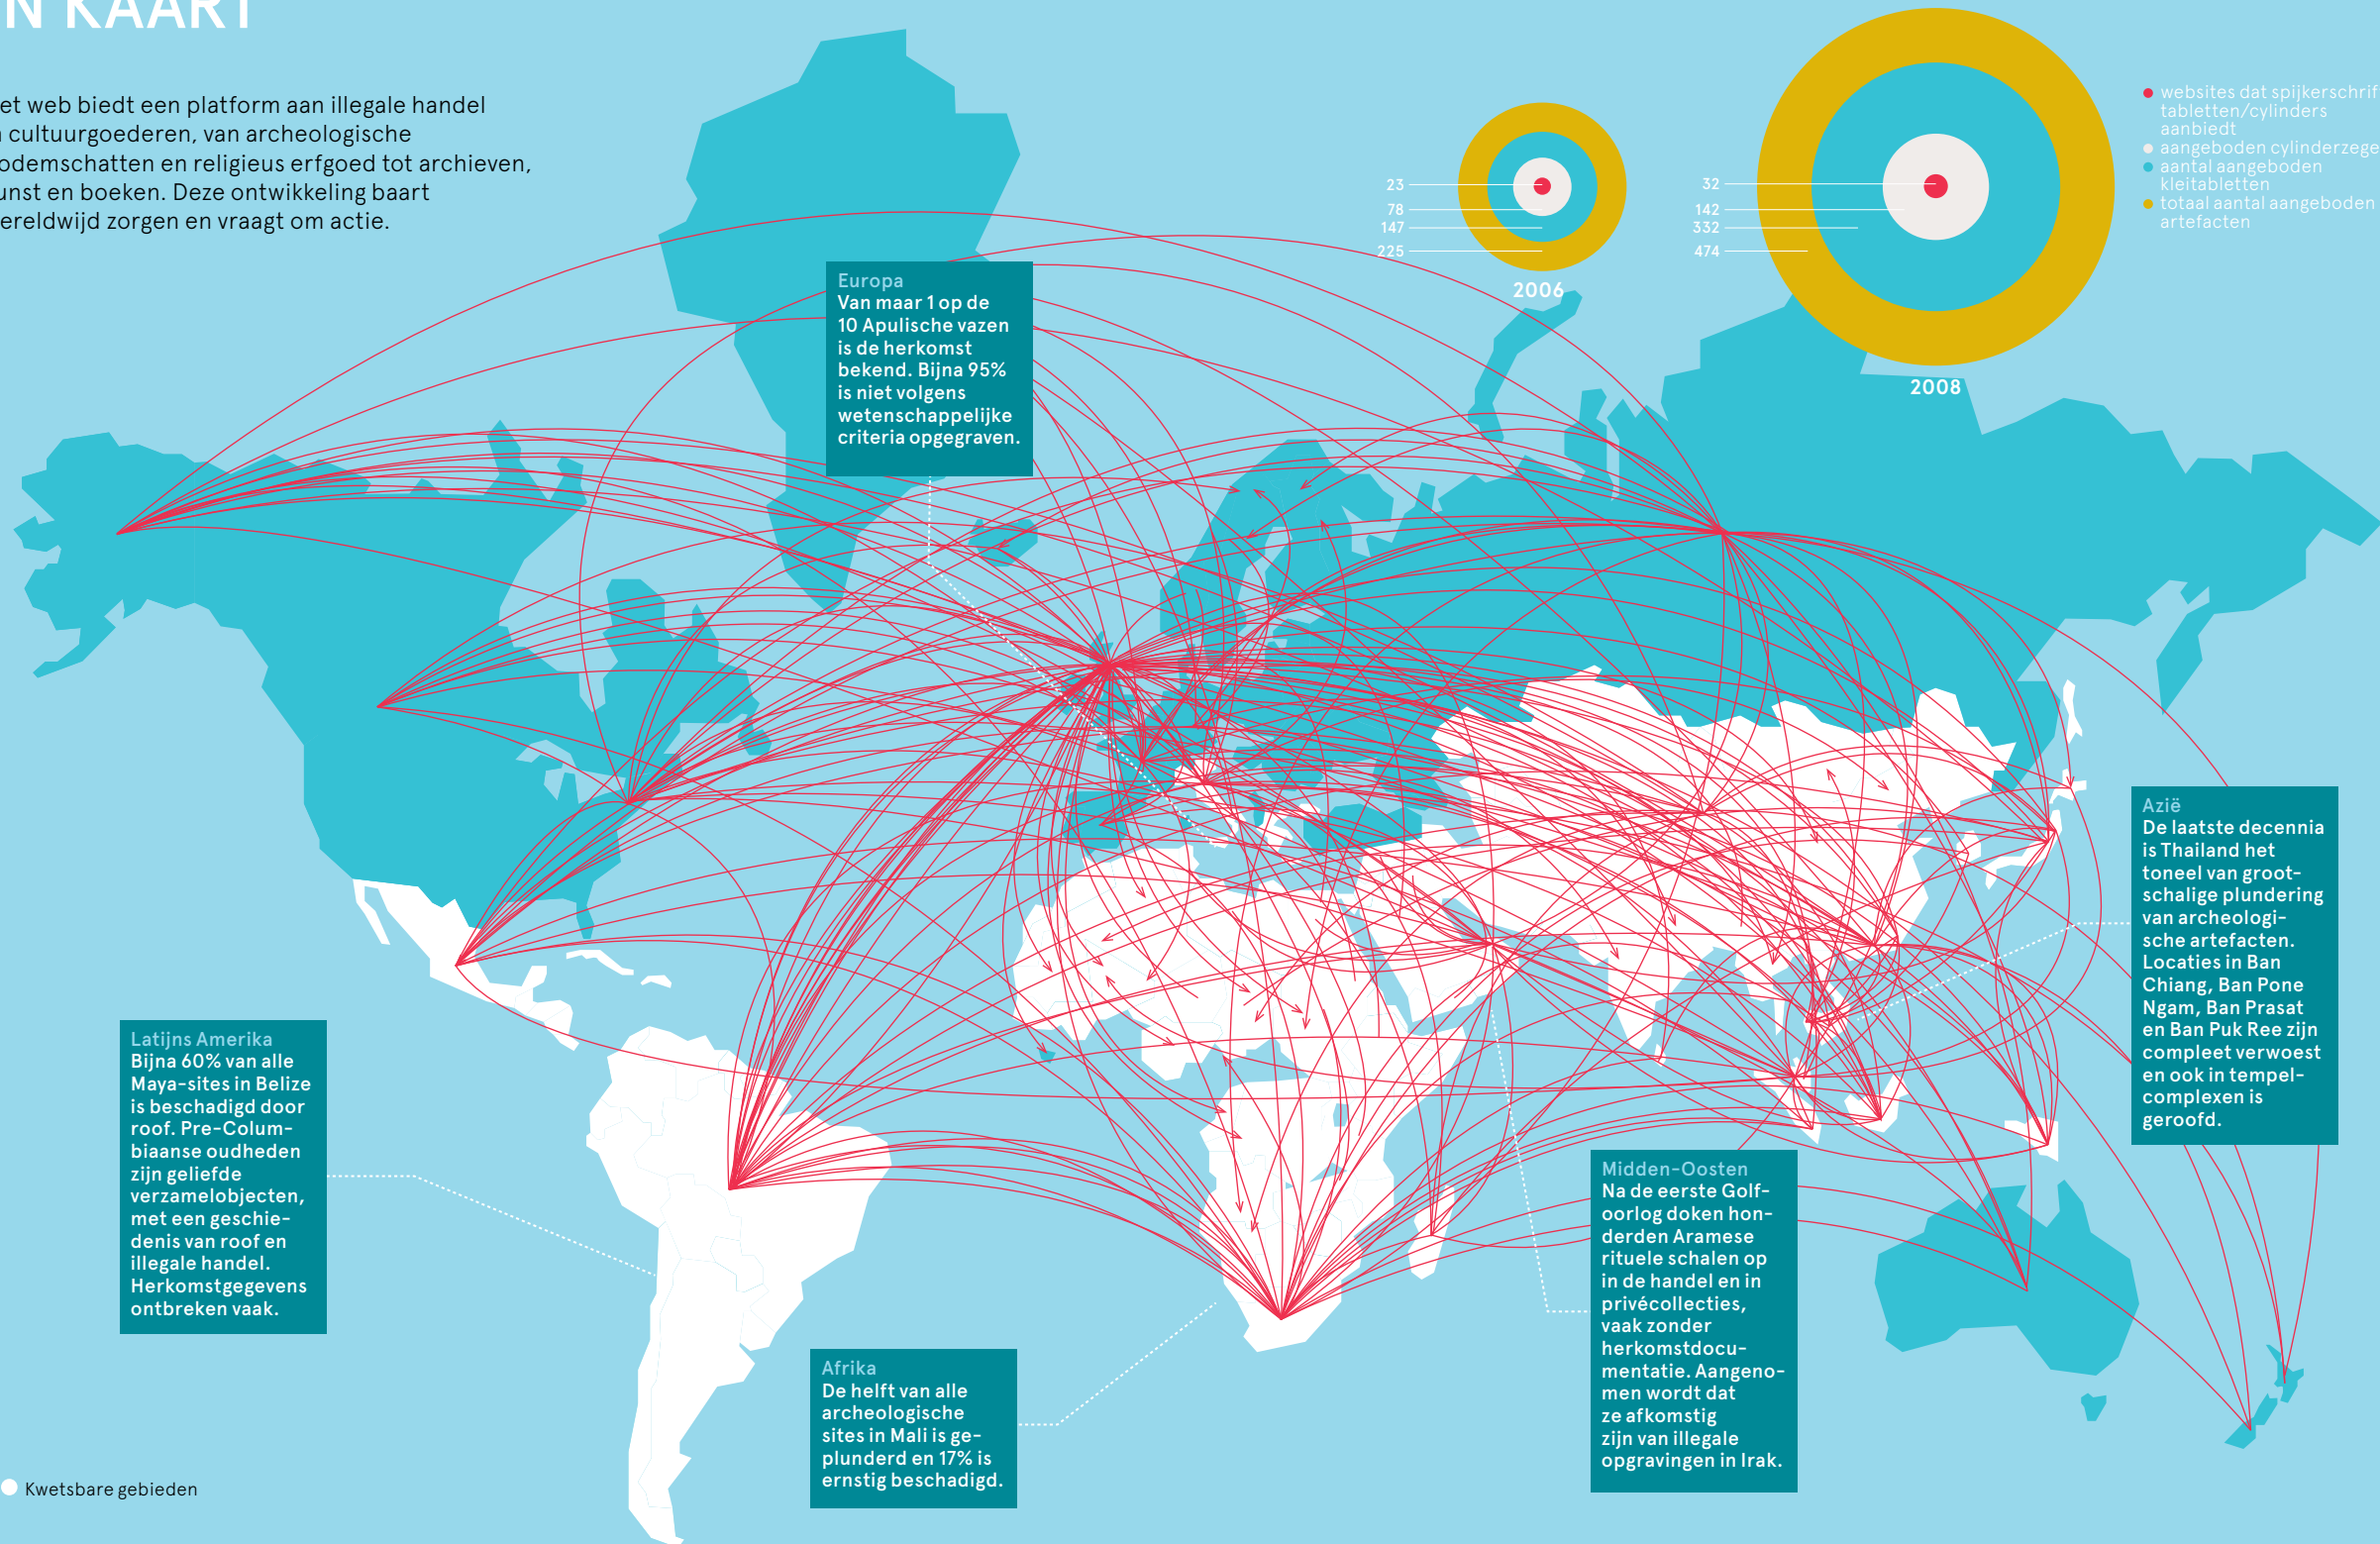 N KAART
et web biedt een platform aan illegale handel
cultuurgoederen, van archeologische
odemschatten en religieus erfgoed tot archieven,
unst en boeken. Deze ontwikkeling baart
ereldwijd zorgen en vraagt om actie.
23
78
147
225
2006
32
142
332
474
2008
websites dat spijkerschrif
tabletten/cylinders
aanbiedt
aangeboden cylinderzege
aantal aangeboden
kleitabletten
totaal aantal aangeboden
artefacten
Europa
Van maar 1 op de
10 Apulische vazen
is de herkomst
bekend. Bijna 95%
is niet volgens
wetenschappelijke
criteria opgegraven.
Azië
De laatste decennia
is Thailand het
toneel van groot-
schalige plundering
van archeologi-
sche artefacten.
Locaties in Ban
Chiang, Ban Pone
Ngam, Ban Prasat
en Ban Puk Ree zijn
compleet verwoest
en ook in tempel-
complexen is
geroofd.
Latijns Amerika
Bijna 60% van alle
Maya-sites in Belize
is beschadigd door
roof. Pre-Colum-
biaanse oudheden
zijn geliefde
verzamelobjecten,
met een geschie-
denis van roof en
illegale handel.
Herkomstgegevens
ontbreken vaak.
Midden-Oosten
Na de eerste Golf-
oorlog doken hon-
derden Aramese
rituele schalen op
in de handel en in
privécollecties,
vaak zonder
herkomstdocu-
mentatie. Aangeno-
men wordt dat
ze afkomstig
zijn van illegale
opgravingen in Irak.
Afrika
De helft van alle
archeologische
sites in Mali is ge-
plunderd en 17% is
ernstig beschadigd.
Kwetsbare gebieden